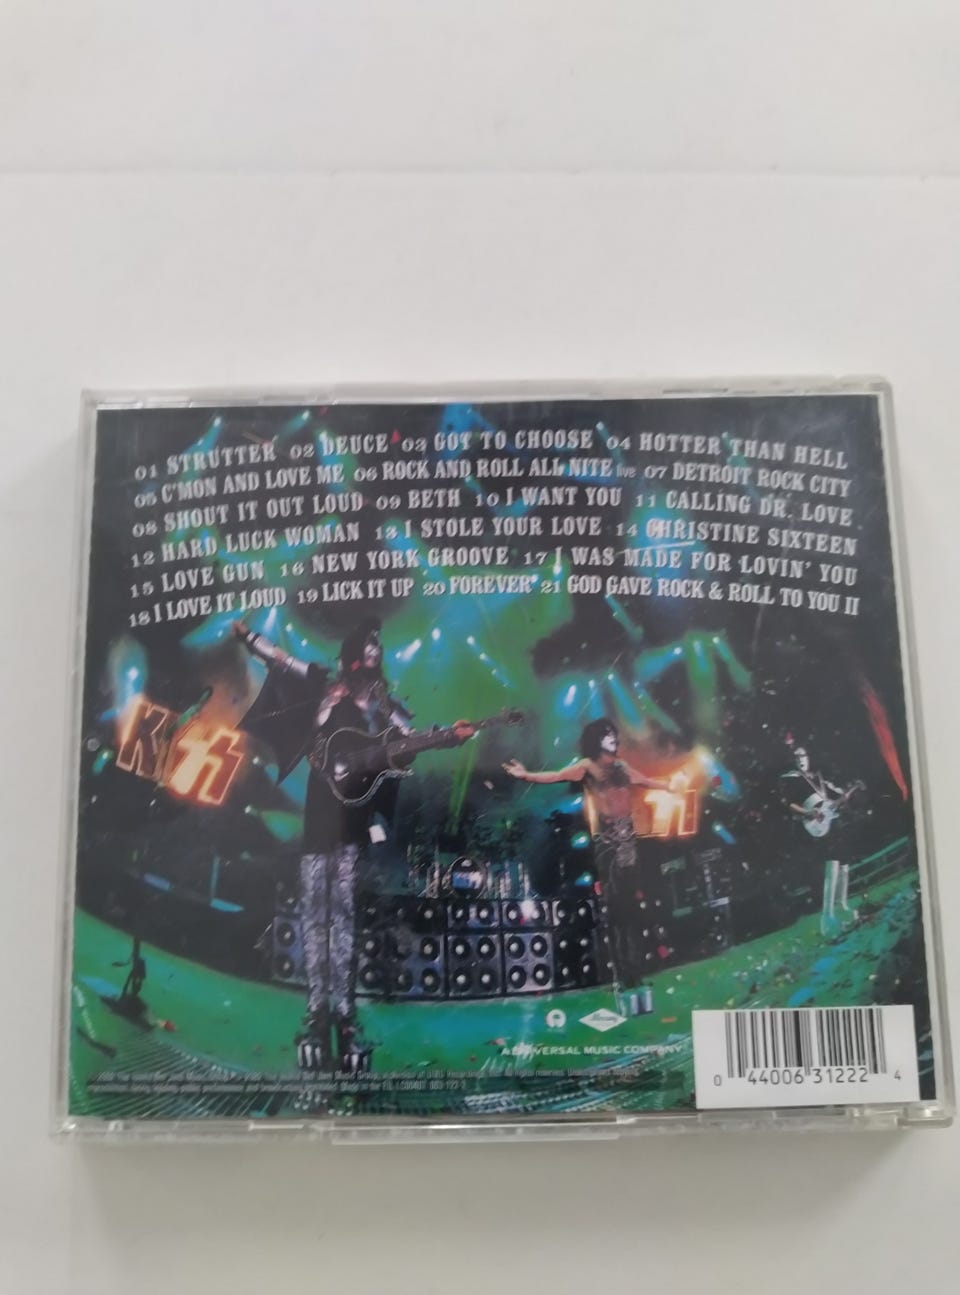 01 STRUTTER 02 DEUCE 03 GOT TO CHOOSE 04 HOTTER THAN HELL
05 C'MON AND LOVE ME 06 ROCK AND ROLL ALL NITE live 07 DETROIT ROCK CITY
08 SHOUT IT OUT LOUD 09 BETH 10 I WANT YOU 11 CALLING DR. LOVE
12 HARD LUCK WOMAN 13 I STOLE YOUR LOVE 14 CHRISTINE SIXTEEN
15 LOVE GUN 16 NEW YORK GROOVE 17 I WAS MADE FOR LOVIN' YOU
18 I LOVE IT LOUD 19 LICK IT UP 20 FOREVER 21 GOD GAVE ROCK & ROLL TO YOU II
KISS
A UNIVERSAL MUSIC COMPANY
0 44006 31222 4